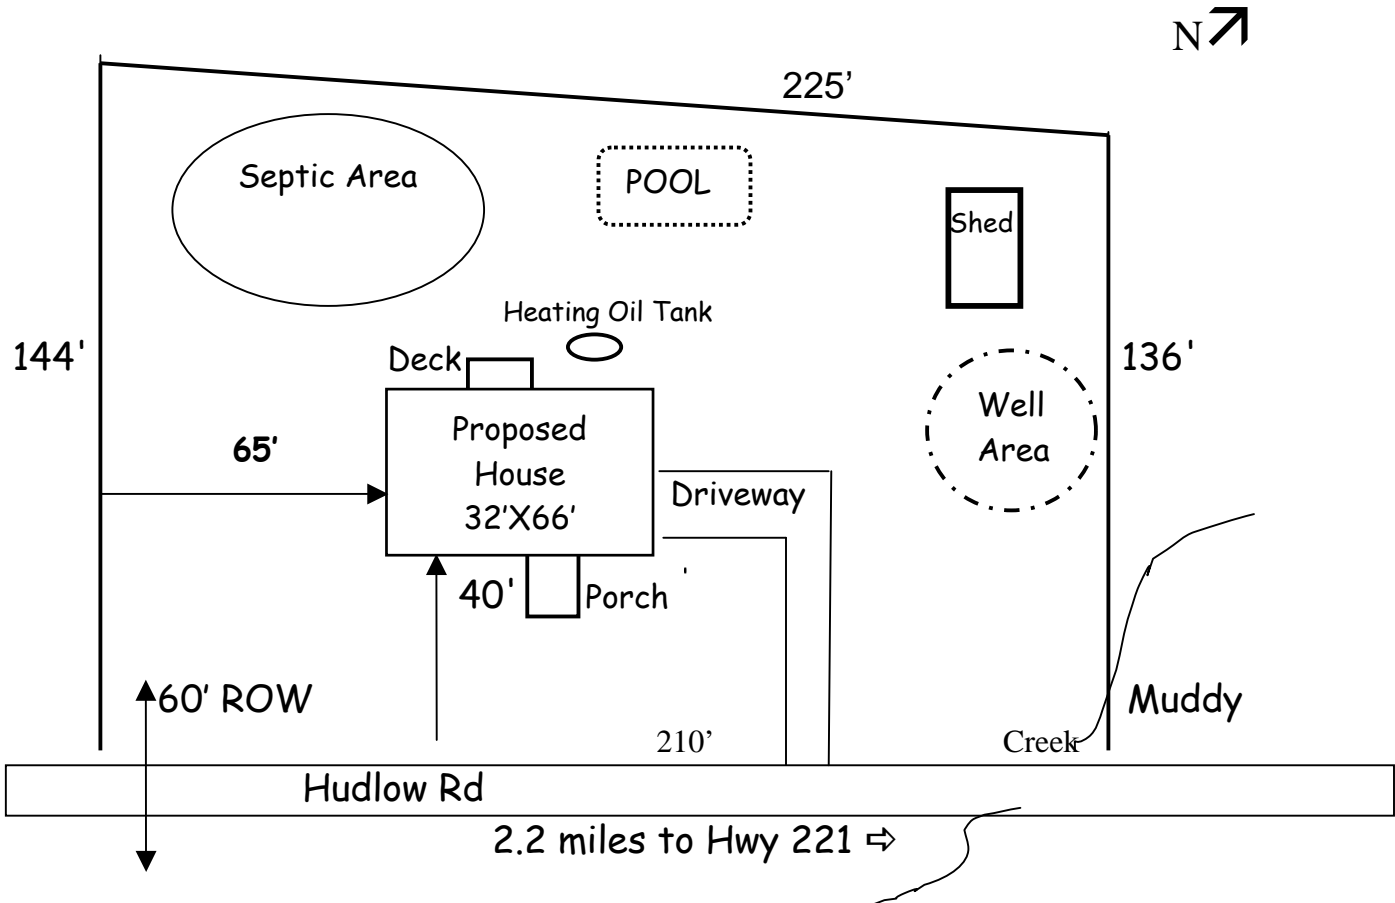 N
225’
Septic Area
POOL
Shed
Heating Oil Tank
144'
Deck
136'
Well
Area
65’
Proposed
House
32’X66’
Driveway
40'
Porch '
60’ ROW
Muddy
210’
Creek
Hudlow Rd
2.2 miles to Hwy 221 ⇨